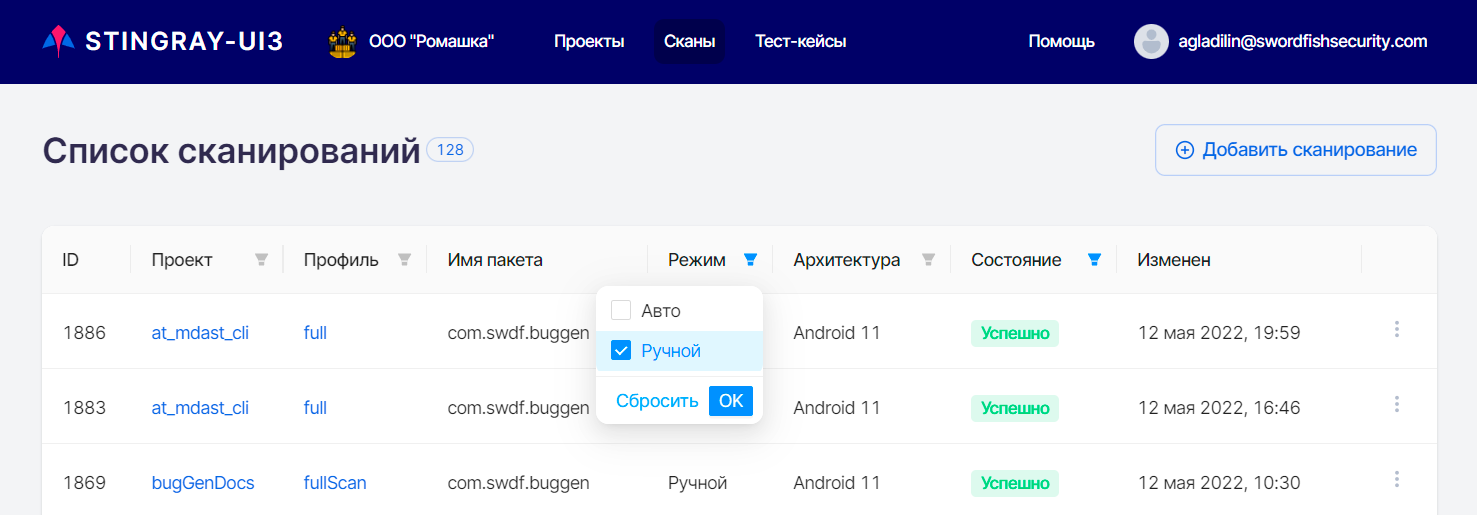 STINGRAY-UI3 ООО "Ромашка" Проекты Сканы Тест-кейсы Помощь agladilin@swordfishsecurity.com
Список сканирований 128 Добавить сканирование
ID Проект Профиль Имя пакета Режим Архитектура Состояние Изменен
Авто
1886 at_mdast_cli full com.swdf.buggen Android 11 Успешно 12 мая 2022, 19:59
Ручной
Сбросить OK
1883 at_mdast_cli full com.swdf.buggen Android 11 Успешно 12 мая 2022, 16:46
1869 bugGenDocs fullScan com.swdf.buggen Ручной Android 11 Успешно 12 мая 2022, 10:30